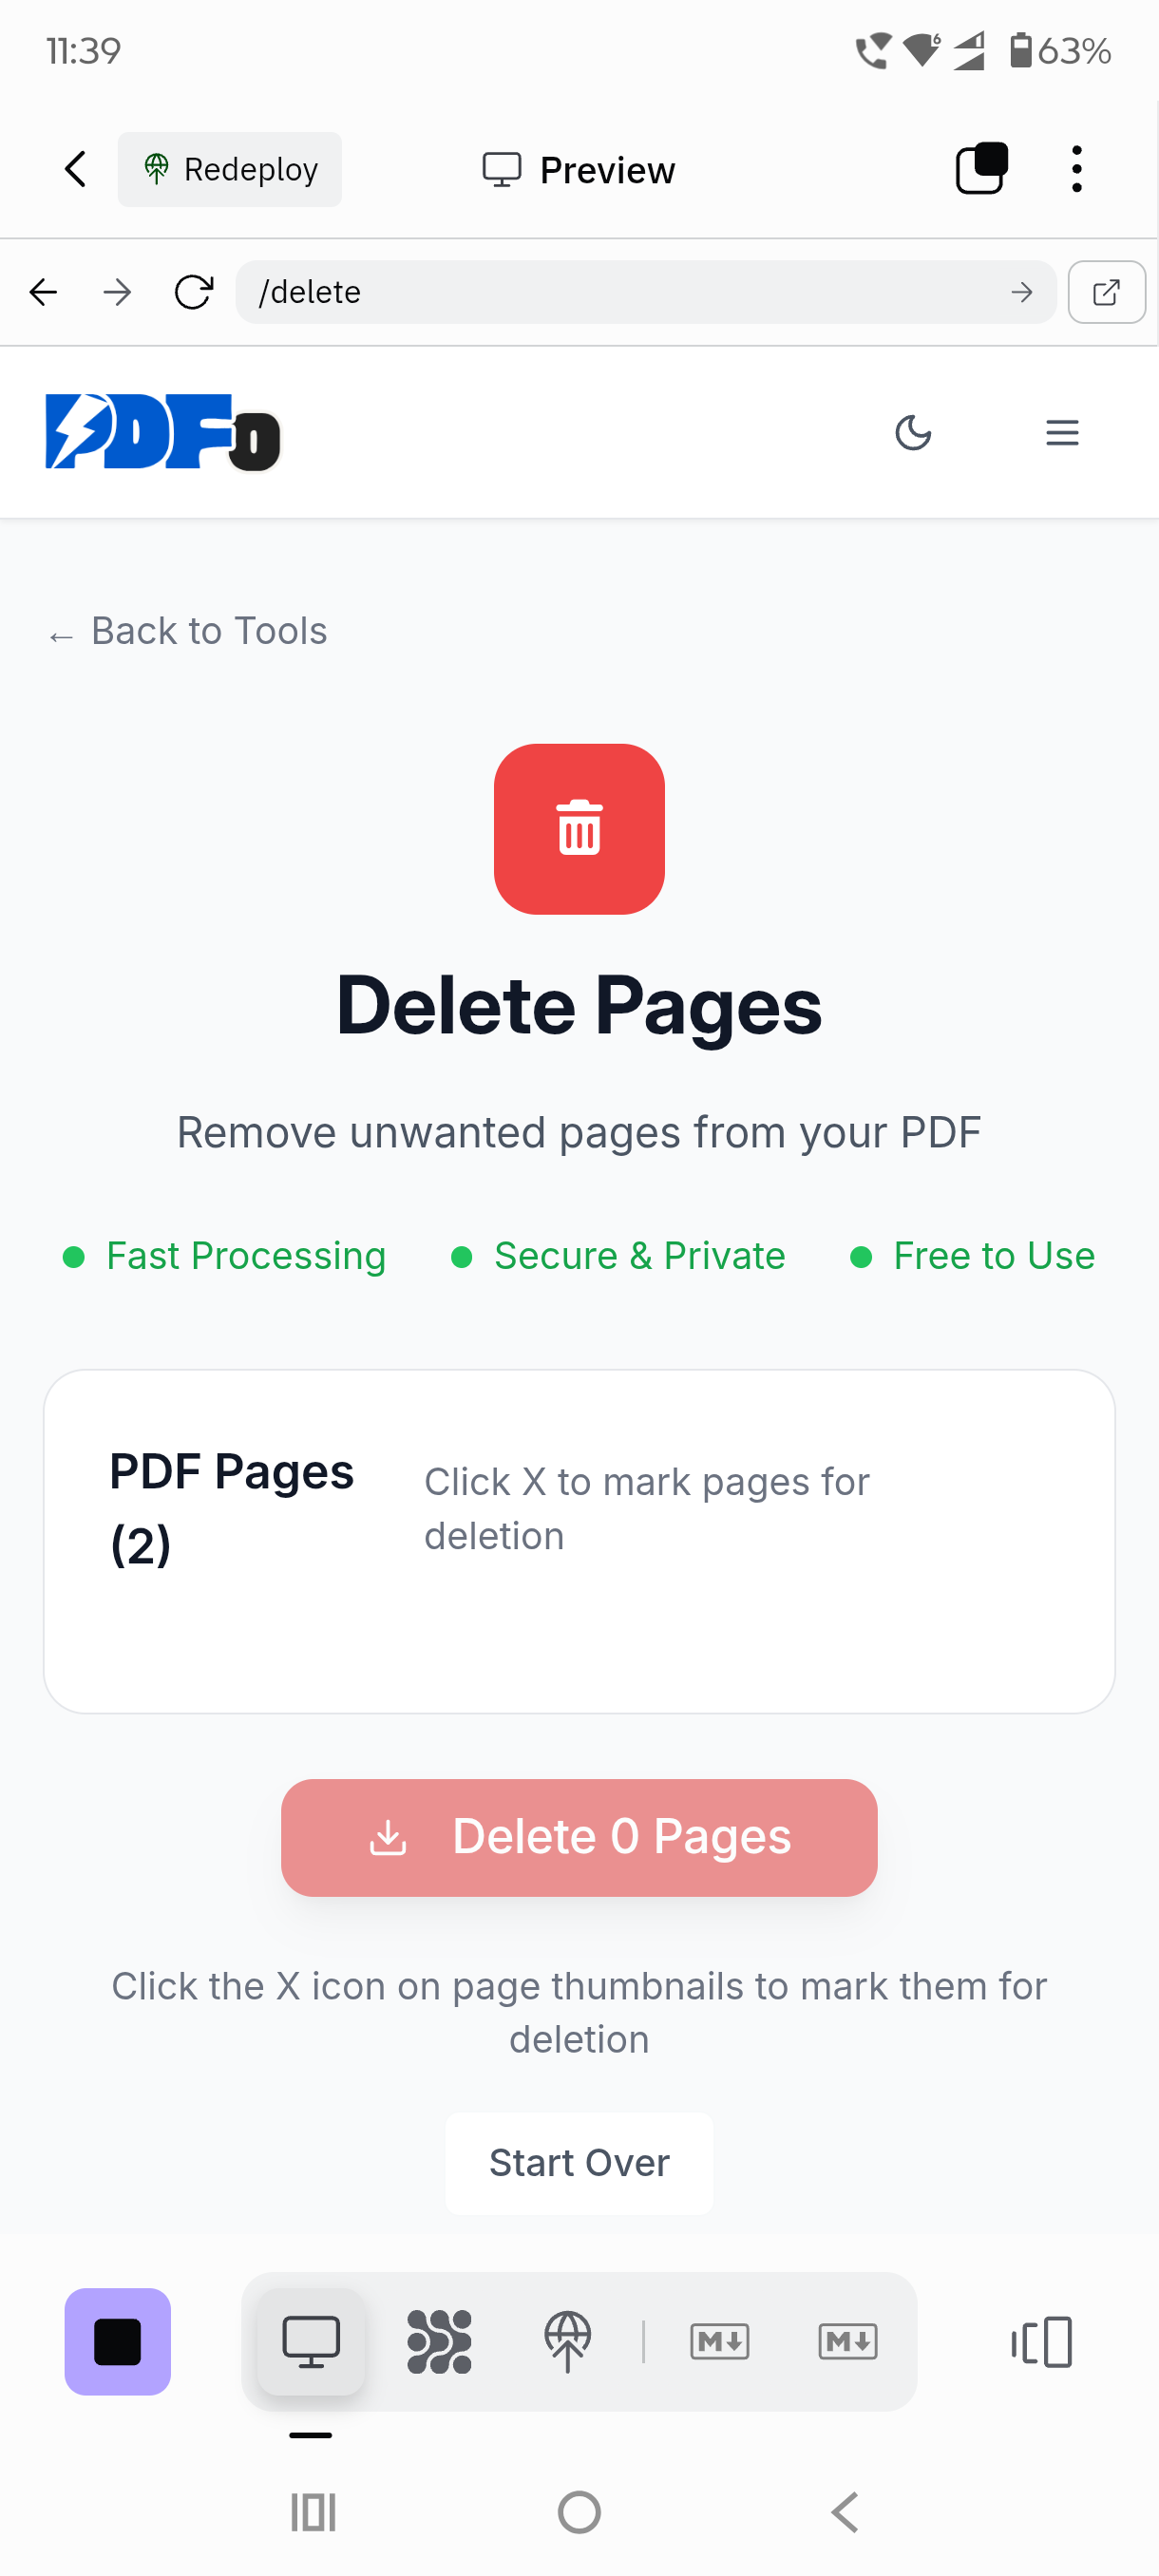 11:39
6
63%
Redeploy
Preview
/delete
PDFo
← Back to Tools
Delete Pages
Remove unwanted pages from your PDF
Fast Processing
Secure & Private
Free to Use
PDF Pages
(2)
Click X to mark pages for
deletion
Delete 0 Pages
Click the X icon on page thumbnails to mark them for
deletion
Start Over
M
M